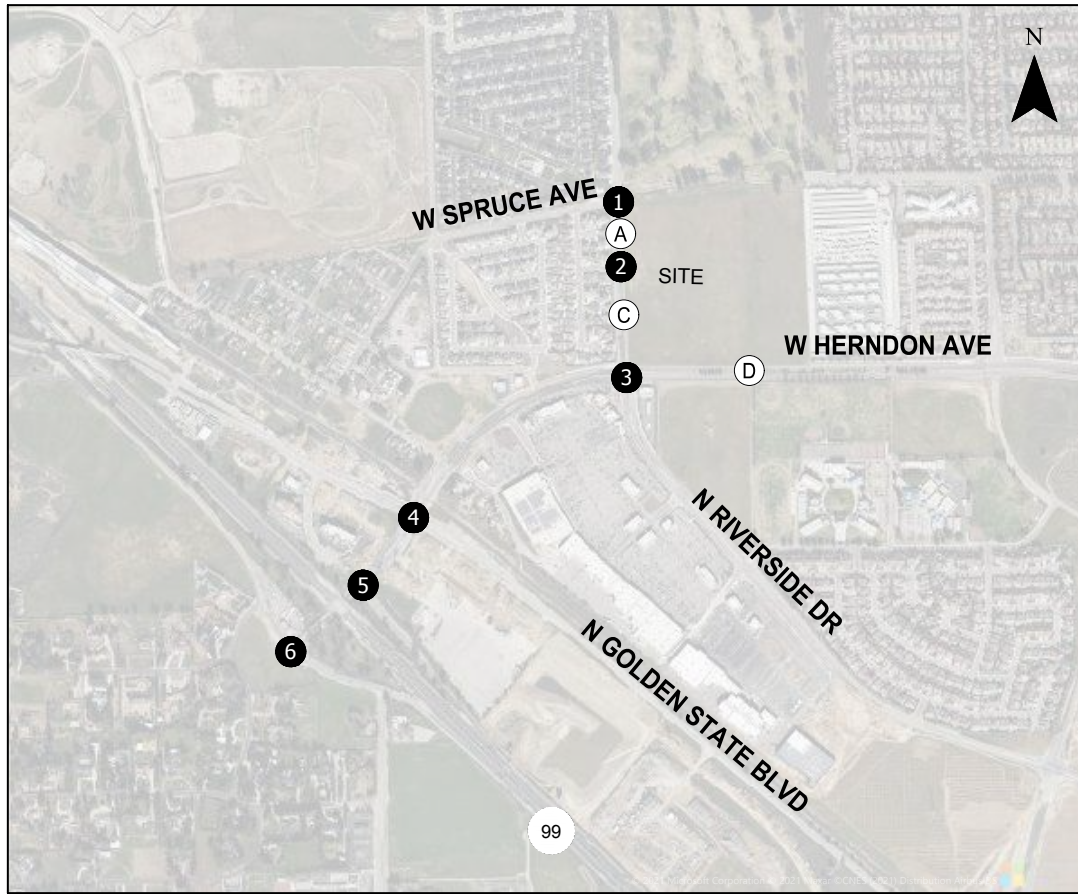 N
W SPRUCE AVE
1
A
2
SITE
C
W HERNDON AVE
3
D
4
N RIVERSIDE DR
5
N GOLDEN STATE BLVD
6
99